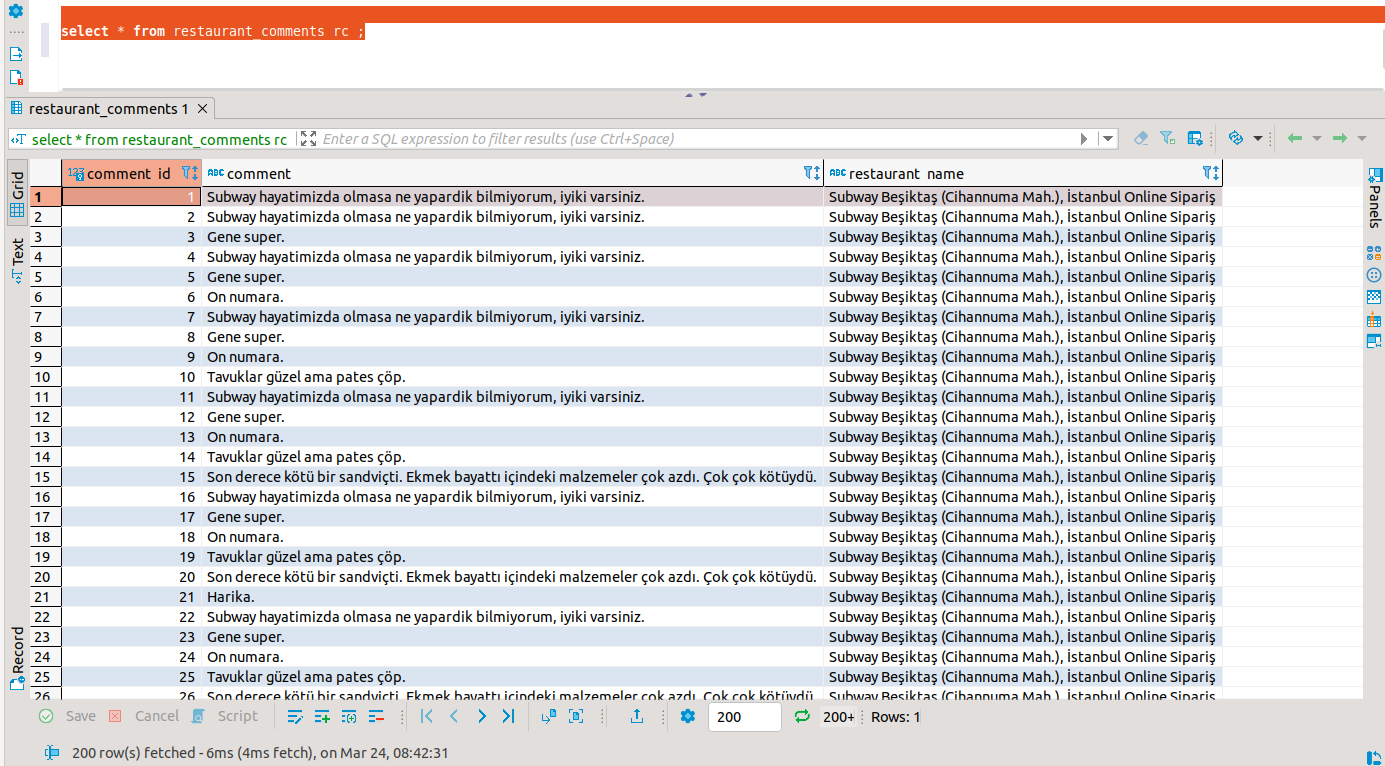 select * from restaurant_comments rc ;
restaurant_comments 1
select * from restaurant_comments rc Enter a SQL expression to filter results (use Ctrl+Space)
Grid
Text
Record
Panels
123 comment_id ABC comment ABC restaurant_name
1 1 Subway hayatimizda olmasa ne yapardik bilmiyorum, iyiki varsiniz. Subway Beşiktaş (Cihannuma Mah.), İstanbul Online Sipariş
2 2 Subway hayatimizda olmasa ne yapardik bilmiyorum, iyiki varsiniz. Subway Beşiktaş (Cihannuma Mah.), İstanbul Online Sipariş
3 3 Gene super. Subway Beşiktaş (Cihannuma Mah.), İstanbul Online Sipariş
4 4 Subway hayatimizda olmasa ne yapardik bilmiyorum, iyiki varsiniz. Subway Beşiktaş (Cihannuma Mah.), İstanbul Online Sipariş
5 5 Gene super. Subway Beşiktaş (Cihannuma Mah.), İstanbul Online Sipariş
6 6 On numara. Subway Beşiktaş (Cihannuma Mah.), İstanbul Online Sipariş
7 7 Subway hayatimizda olmasa ne yapardik bilmiyorum, iyiki varsiniz. Subway Beşiktaş (Cihannuma Mah.), İstanbul Online Sipariş
8 8 Gene super. Subway Beşiktaş (Cihannuma Mah.), İstanbul Online Sipariş
9 9 On numara. Subway Beşiktaş (Cihannuma Mah.), İstanbul Online Sipariş
10 10 Tavuklar güzel ama pates çöp. Subway Beşiktaş (Cihannuma Mah.), İstanbul Online Sipariş
11 11 Subway hayatimizda olmasa ne yapardik bilmiyorum, iyiki varsiniz. Subway Beşiktaş (Cihannuma Mah.), İstanbul Online Sipariş
12 12 Gene super. Subway Beşiktaş (Cihannuma Mah.), İstanbul Online Sipariş
13 13 On numara. Subway Beşiktaş (Cihannuma Mah.), İstanbul Online Sipariş
14 14 Tavuklar güzel ama pates çöp. Subway Beşiktaş (Cihannuma Mah.), İstanbul Online Sipariş
15 15 Son derece kötü bir sandviçti. Ekmek bayattı içindeki malzemeler çok azdı. Çok çok kötüydü. Subway Beşiktaş (Cihannuma Mah.), İstanbul Online Sipariş
16 16 Subway hayatimizda olmasa ne yapardik bilmiyorum, iyiki varsiniz. Subway Beşiktaş (Cihannuma Mah.), İstanbul Online Sipariş
17 17 Gene super. Subway Beşiktaş (Cihannuma Mah.), İstanbul Online Sipariş
18 18 On numara. Subway Beşiktaş (Cihannuma Mah.), İstanbul Online Sipariş
19 19 Tavuklar güzel ama pates çöp. Subway Beşiktaş (Cihannuma Mah.), İstanbul Online Sipariş
20 20 Son derece kötü bir sandviçti. Ekmek bayattı içindeki malzemeler çok azdı. Çok çok kötüydü. Subway Beşiktaş (Cihannuma Mah.), İstanbul Online Sipariş
21 21 Harika. Subway Beşiktaş (Cihannuma Mah.), İstanbul Online Sipariş
22 22 Subway hayatimizda olmasa ne yapardik bilmiyorum, iyiki varsiniz. Subway Beşiktaş (Cihannuma Mah.), İstanbul Online Sipariş
23 23 Gene super. Subway Beşiktaş (Cihannuma Mah.), İstanbul Online Sipariş
24 24 On numara. Subway Beşiktaş (Cihannuma Mah.), İstanbul Online Sipariş
25 25 Tavuklar güzel ama pates çöp. Subway Beşiktaş (Cihannuma Mah.), İstanbul Online Sipariş
26 26 Son derece kötü bir sandviçti. Ekmek bayattı içindeki malzemeler çok azdı. Çok çok kötüydü. Subway Beşiktaş (Cihannuma Mah.), İstanbul Online Sipariş
Save Cancel Script 200 200+ Rows: 1
200 row(s) fetched - 6ms (4ms fetch), on Mar 24, 08:42:31